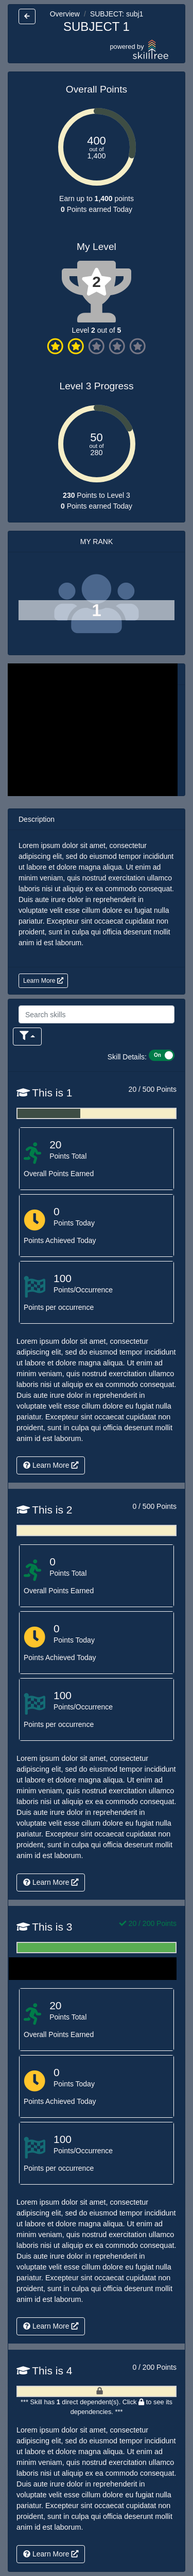 Overview / SUBJECT: subj1
SUBJECT 1
powered by
skilltree
Overall Points
400
out of
1,400
Earn up to 1,400 points
0 Points earned Today
My Level
2
Level 2 out of 5
Level 3 Progress
50
out of
280
230 Points to Level 3
0 Points earned Today
MY RANK
1
Description
Lorem ipsum dolor sit amet, consectetur
adipiscing elit, sed do eiusmod tempor incididunt
ut labore et dolore magna aliqua. Ut enim ad
minim veniam, quis nostrud exercitation ullamco
laboris nisi ut aliquip ex ea commodo consequat.
Duis aute irure dolor in reprehenderit in
voluptate velit esse cillum dolore eu fugiat nulla
pariatur. Excepteur sint occaecat cupidatat non
proident, sunt in culpa qui officia deserunt mollit
anim id est laborum.
Learn More
Search skills
Skill Details: On
This is 1
20 / 500 Points
20
Points Total
Overall Points Earned
0
Points Today
Points Achieved Today
100
Points/Occurrence
Points per occurrence
Lorem ipsum dolor sit amet, consectetur
adipiscing elit, sed do eiusmod tempor incididunt
ut labore et dolore magna aliqua. Ut enim ad
minim veniam, quis nostrud exercitation ullamco
laboris nisi ut aliquip ex ea commodo consequat.
Duis aute irure dolor in reprehenderit in
voluptate velit esse cillum dolore eu fugiat nulla
pariatur. Excepteur sint occaecat cupidatat non
proident, sunt in culpa qui officia deserunt mollit
anim id est laborum.
Learn More
This is 2
0 / 500 Points
0
Points Total
Overall Points Earned
0
Points Today
Points Achieved Today
100
Points/Occurrence
Points per occurrence
Lorem ipsum dolor sit amet, consectetur
adipiscing elit, sed do eiusmod tempor incididunt
ut labore et dolore magna aliqua. Ut enim ad
minim veniam, quis nostrud exercitation ullamco
laboris nisi ut aliquip ex ea commodo consequat.
Duis aute irure dolor in reprehenderit in
voluptate velit esse cillum dolore eu fugiat nulla
pariatur. Excepteur sint occaecat cupidatat non
proident, sunt in culpa qui officia deserunt mollit
anim id est laborum.
Learn More
This is 3
20 / 200 Points
20
Points Total
Overall Points Earned
0
Points Today
Points Achieved Today
100
Points/Occurrence
Points per occurrence
Lorem ipsum dolor sit amet, consectetur
adipiscing elit, sed do eiusmod tempor incididunt
ut labore et dolore magna aliqua. Ut enim ad
minim veniam, quis nostrud exercitation ullamco
laboris nisi ut aliquip ex ea commodo consequat.
Duis aute irure dolor in reprehenderit in
voluptate velit esse cillum dolore eu fugiat nulla
pariatur. Excepteur sint occaecat cupidatat non
proident, sunt in culpa qui officia deserunt mollit
anim id est laborum.
Learn More
This is 4
0 / 200 Points
*** Skill has 1 direct dependent(s). Click to see its
dependencies. ***
Lorem ipsum dolor sit amet, consectetur
adipiscing elit, sed do eiusmod tempor incididunt
ut labore et dolore magna aliqua. Ut enim ad
minim veniam, quis nostrud exercitation ullamco
laboris nisi ut aliquip ex ea commodo consequat.
Duis aute irure dolor in reprehenderit in
voluptate velit esse cillum dolore eu fugiat nulla
pariatur. Excepteur sint occaecat cupidatat non
proident, sunt in culpa qui officia deserunt mollit
anim id est laborum.
Learn More